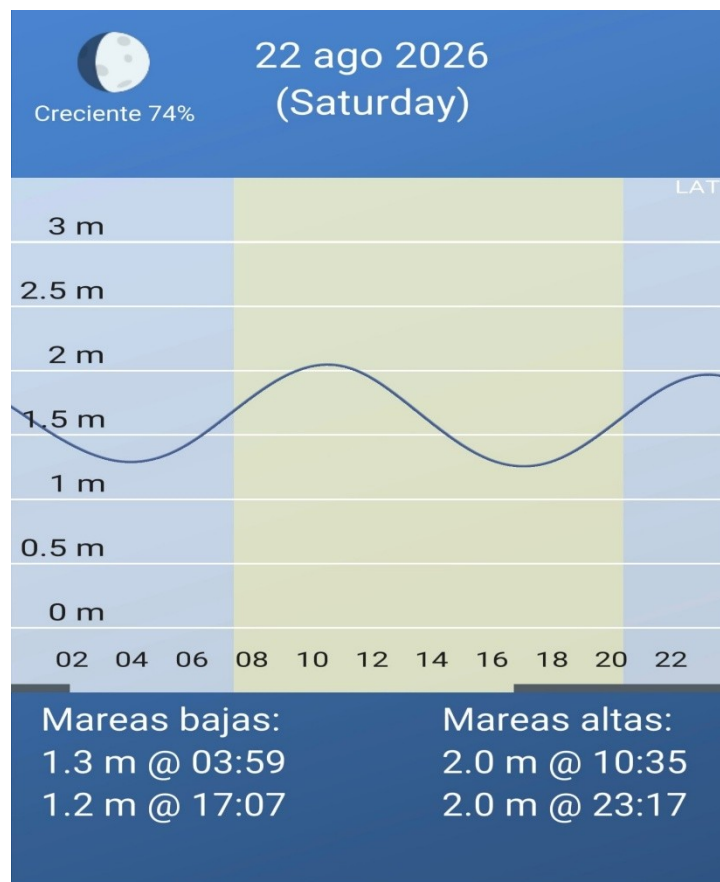 22 ago 2026
(Saturday)
Creciente 74%
LAT
3 m
2.5 m
2 m
1.5 m
1 m
0.5 m
0 m
02 04 06 08 10 12 14 16 18 20 22
Mareas bajas:
1.3 m @ 03:59
1.2 m @ 17:07
Mareas altas:
2.0 m @ 10:35
2.0 m @ 23:17